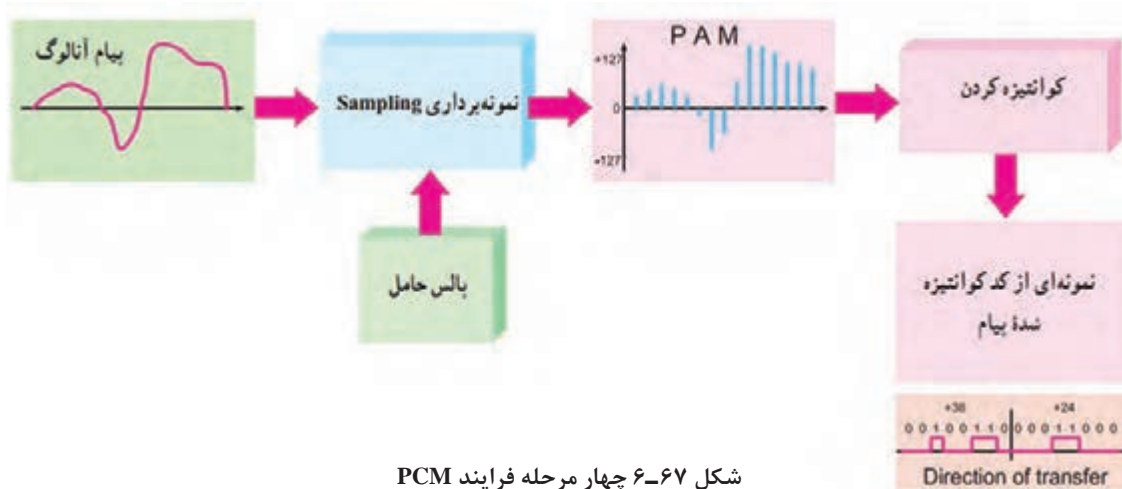 پیام آنالوگ
نمونه‌برداری Sampling
پالس حامل
PAM
+127
0
+127
کوانتیزه کردن
نمونه‌ای از کد کوانتیزه
شدهٔ پیام
+38 +24
0 0 1 0 0 1 1 0 0 0 0 1 1 0 0 0
Direction of transfer
شکل ۶۷–۶ چهار مرحله فرایند PCM